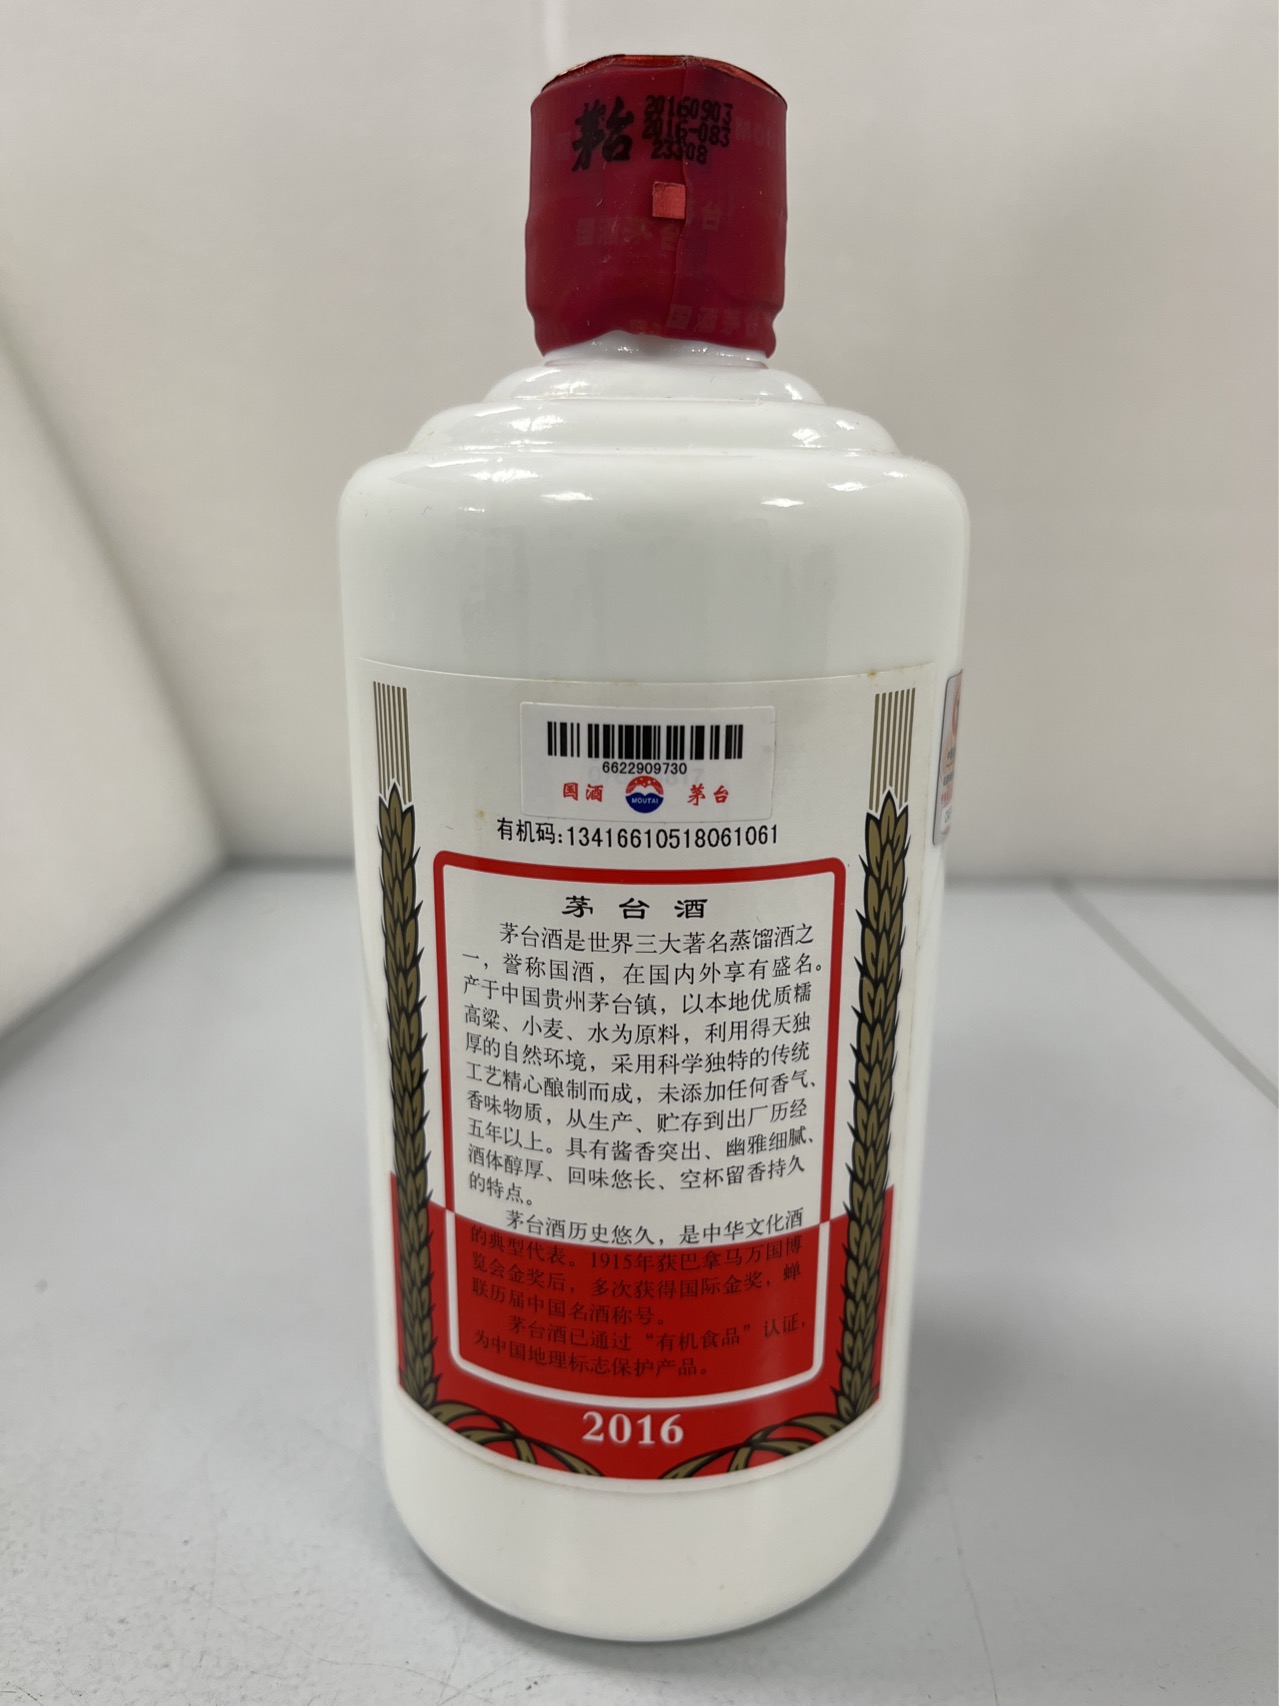 茅台
20160903
2016-083
23308
6622909730
国酒
MOUTAI
茅台
有机码:13416610518061061
茅台酒
茅台酒是世界三大著名蒸馏酒之
一，誉称国酒，在国内外享有盛名。
产于中国贵州茅台镇，以本地优质糯
高粱、小麦、水为原料，利用得天独
厚的自然环境，采用科学独特的传统
工艺精心酿制而成，未添加任何香气、
香味物质，从生产、贮存到出厂历经
五年以上。具有酱香突出、幽雅细腻、
酒体醇厚、回味悠长、空杯留香持久
的特点。
茅台酒历史悠久，是中华文化酒
的典型代表。1915年获巴拿马万国博
览会金奖后，多次获得国际金奖，蝉
联历届中国名酒称号。
茅台酒已通过“有机食品”认证，
为中国地理标志保护产品。
2016